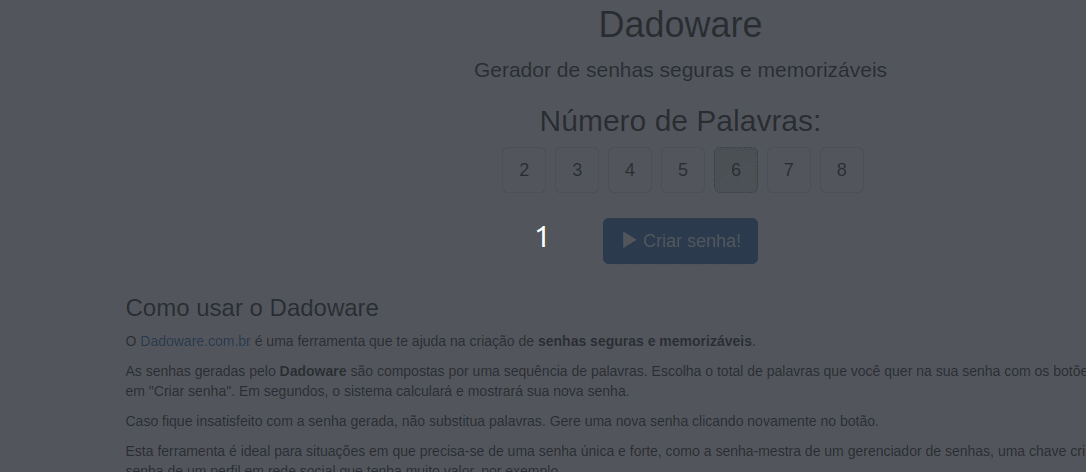 Dadoware
Gerador de senhas seguras e memorizáveis
Número de Palavras:
2 3 4 5 6 7 8
1
Criar senha!
Como usar o Dadoware
O Dadoware.com.br é uma ferramenta que te ajuda na criação de senhas seguras e memorizáveis.
As senhas geradas pelo Dadoware são compostas por uma sequência de palavras. Escolha o total de palavras que você quer na sua senha com os
em "Criar senha". Em segundos, o sistema calculará e mostrará sua nova senha.
Caso fique insatisfeito com a senha gerada, não substitua palavras. Gere uma nova senha clicando novamente no botão.
Esta ferramenta é ideal para situações em que precisa-se de uma senha única e forte, como a senha-mestra de um gerenciador de senhas, uma chave
senha de um perfil em rede social que tenha muito valor, por exemplo.